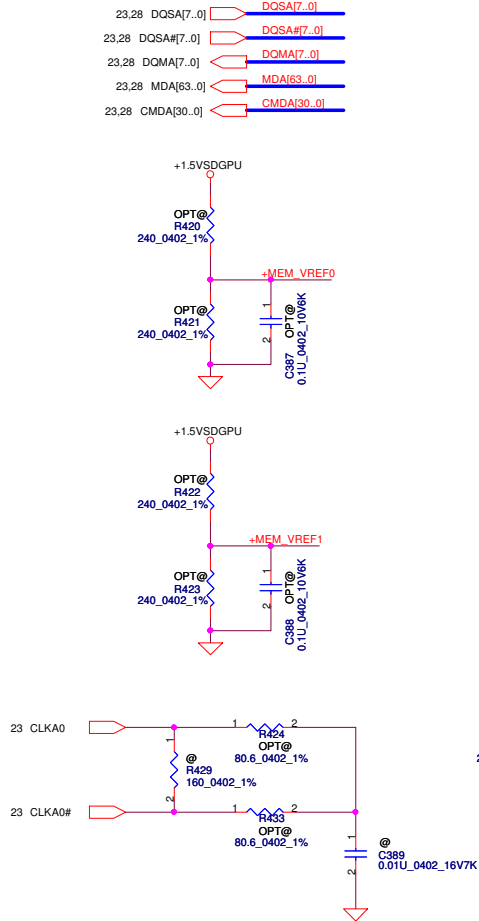 23,28 DQSA[7..0] DQSA[7..0]
23,28 DQSA#[7..0] DQSA#[7..0]
23,28 DQMA[7..0] DQMA[7..0]
23,28 MDA[63..0] MDA[63..0]
23,28 CMDA[30..0] CMDA[30..0]
+1.5VSDGPU
OPT@
R420
240_0402_1%
+MEM_VREF0
OPT@
R421
240_0402_1%
1
2
C387 OPT@
0.1U_0402_10V6K
+1.5VSDGPU
OPT@
R422
240_0402_1%
+MEM_VREF1
OPT@
R423
240_0402_1%
1
2
C388 OPT@
0.1U_0402_10V6K
23 CLKA0
1 2
R424
OPT@
80.6_0402_1%
1
@
R429
160_0402_1%
2
2
23 CLKA0#
1 2
R433
OPT@
80.6_0402_1%
1
2
@
C389
0.01U_0402_16V7K